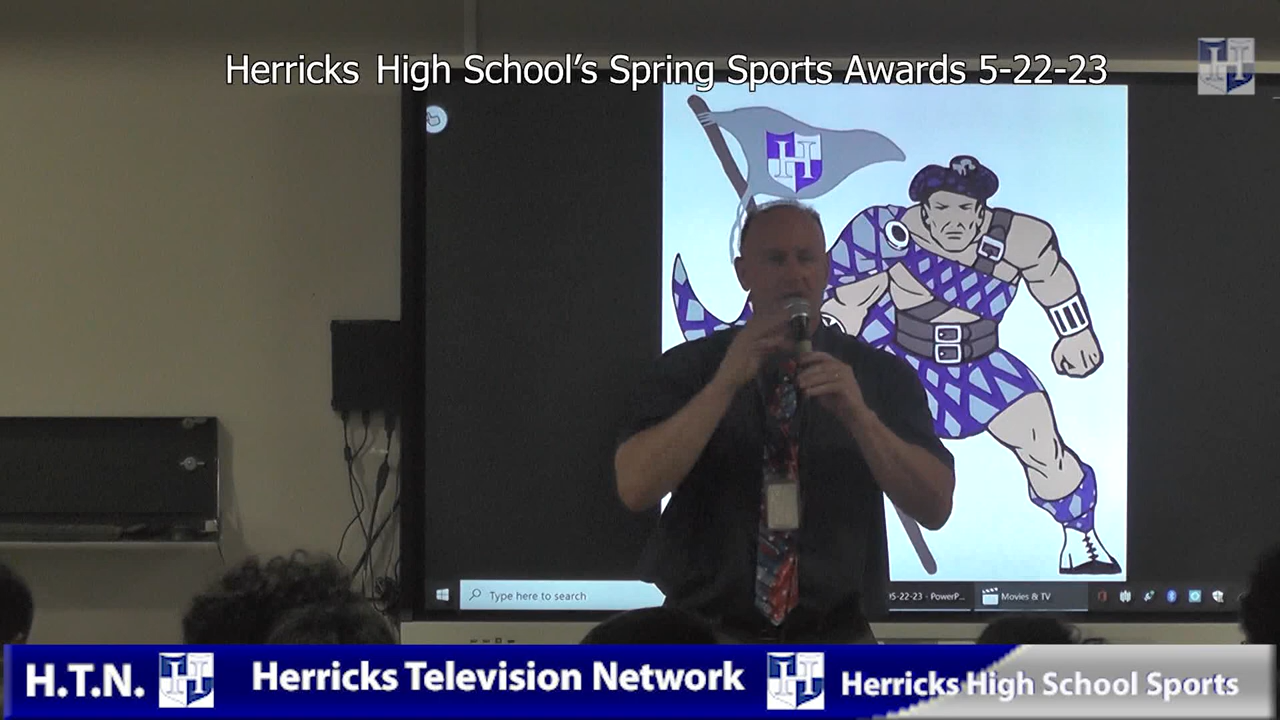 Herricks High School's Spring Sports Awards 5-22-23
H
H
Type here to search
5-22-23 - PowerP...
Movies & TV
H.T.N.
H
Herricks Television Network
H
Herricks High School Sports